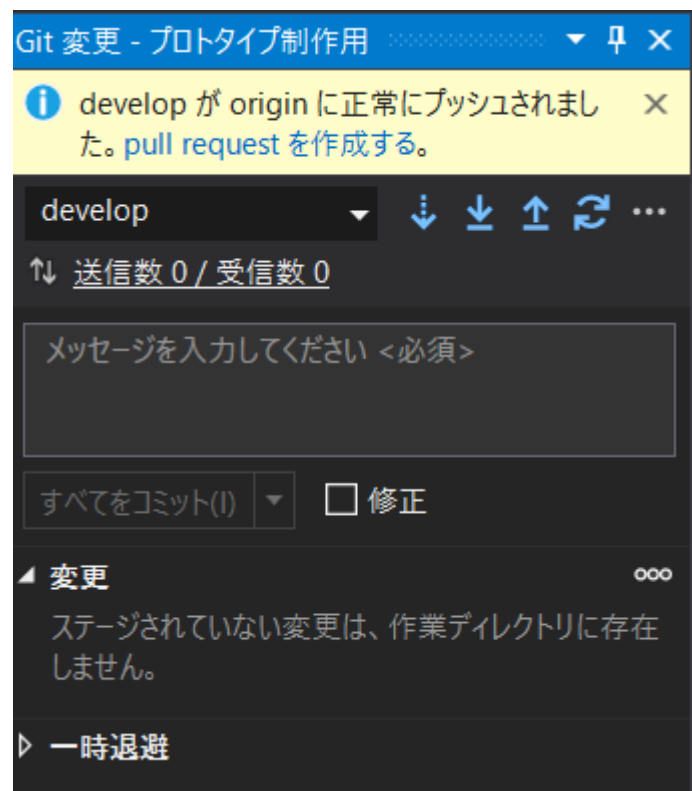 Git 変更 - プロトタイプ制作用
develop が origin に正常にプッシュされまし
た。pull request を作成する。
develop
送信数 0 / 受信数 0
メッセージを入力してください <必須>
すべてをコミット(I)
修正
変更
ステージされていない変更は、作業ディレクトリに存在
しません。
一時退避